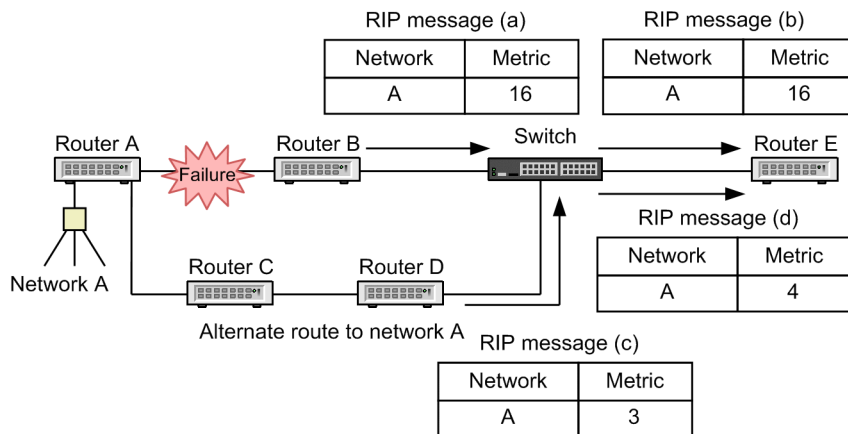 RIP message (a)
Network Metric
A 16
RIP message (b)
Network Metric
A 16
Router A
Failure
Router B
Switch
Router E
Network A
Router C
Router D
Alternate route to network A
RIP message (d)
Network Metric
A 4
RIP message (c)
Network Metric
A 3